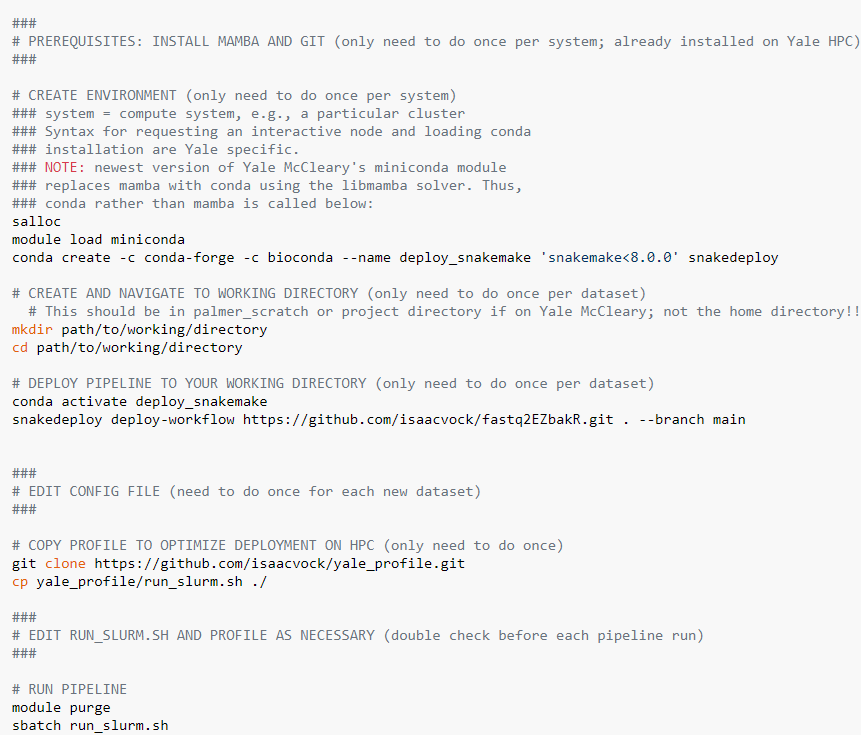 ###
# PREREQUISITES: INSTALL MAMBA AND GIT (only need to do once per system; already installed on Yale HPC)
###
# CREATE ENVIRONMENT (only need to do once per system)
### system = compute system, e.g., a particular cluster
### Syntax for requesting an interactive node and loading conda
### installation are Yale specific.
### NOTE: newest version of Yale McCleary's miniconda module
### replaces mamba with conda using the libmamba solver. Thus,
### conda rather than mamba is called below:
salloc
module load miniconda
conda create -c conda-forge -c bioconda --name deploy_snakemake 'snakemake<8.0.0' snakedeploy
# CREATE AND NAVIGATE TO WORKING DIRECTORY (only need to do once per dataset)
# This should be in palmer_scratch or project directory if on Yale McCleary; not the home directory!!
mkdir path/to/working/directory
cd path/to/working/directory
# DEPLOY PIPELINE TO YOUR WORKING DIRECTORY (only need to do once per dataset)
conda activate deploy_snakemake
snakedeploy deploy-workflow https://github.com/isaacvock/fastq2EZbakR.git . --branch main
###
# EDIT CONFIG FILE (need to do once for each new dataset)
###
# COPY PROFILE TO OPTIMIZE DEPLOYMENT ON HPC (only need to do once)
git clone https://github.com/isaacvock/yale_profile.git
cp yale_profile/run_slurm.sh ./
###
# EDIT RUN_SLURM.SH AND PROFILE AS NECESSARY (double check before each pipeline run)
###
# RUN PIPELINE
module purge
sbatch run_slurm.sh